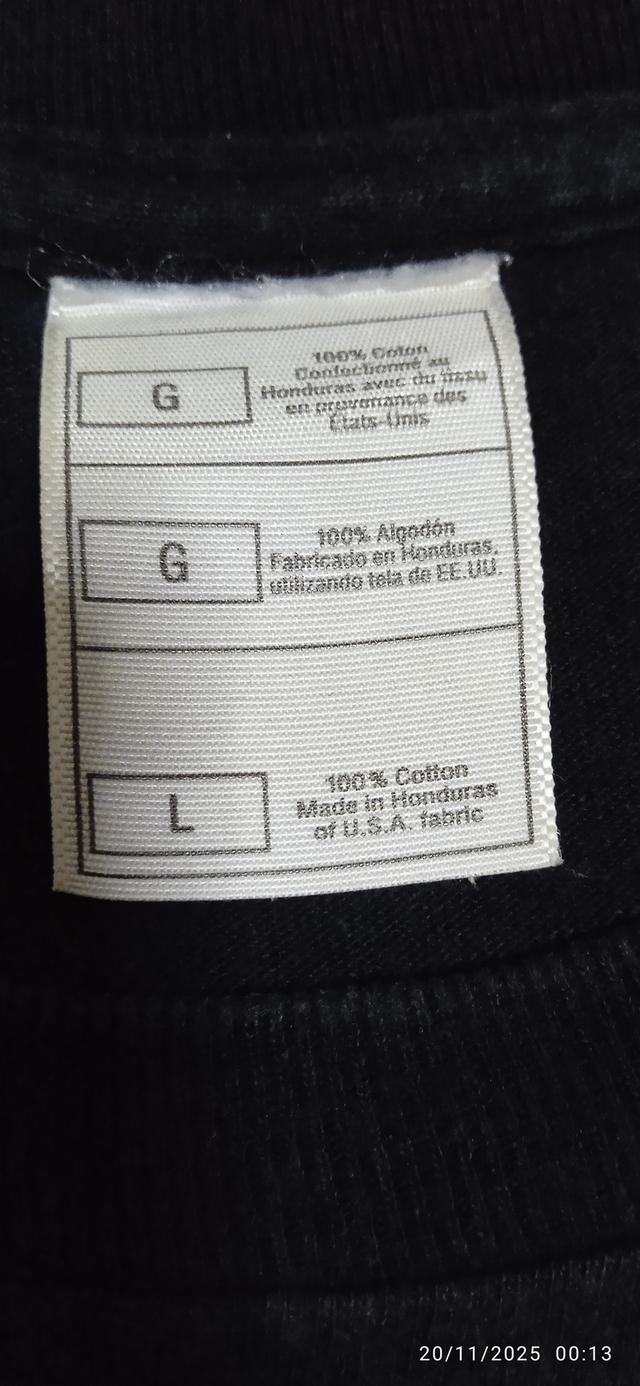 G
100% Coton
Confectionné au
Honduras avec du tissu
en provenance des
États-Unis
G
100% Algodón
Fabricado en Honduras,
utilizando tela de EE.UU.
L
100% Cotton
Made in Honduras
of U.S.A. fabric
20/11/2025 00:13